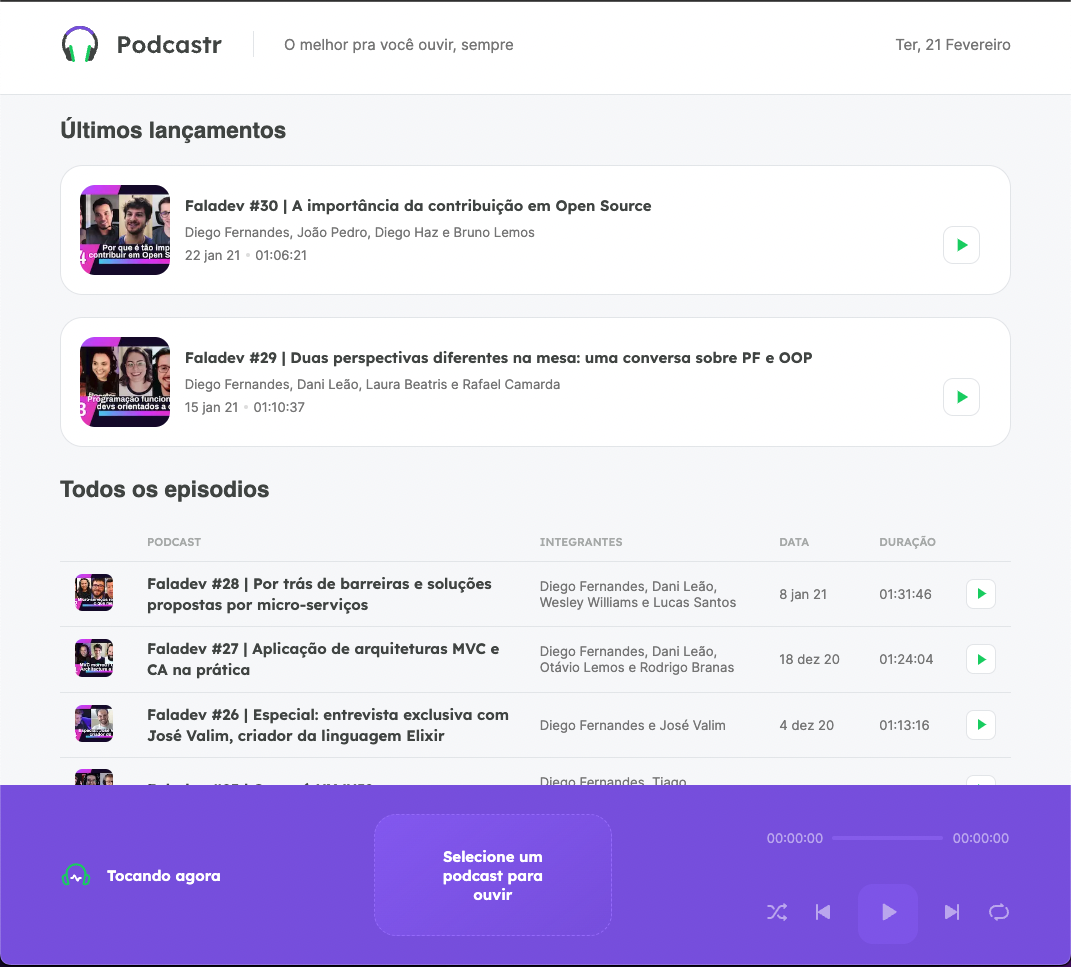 Podcastr
O melhor pra você ouvir, sempre
Ter, 21 Fevereiro
Últimos lançamentos
Por que é tão imp
contribuir em Open S
Faladev #30 | A importância da contribuição em Open Source
Diego Fernandes, João Pedro, Diego Haz e Bruno Lemos
22 jan 21 • 01:06:21
Programação funcion
devs orientados a
Faladev #29 | Duas perspectivas diferentes na mesa: uma conversa sobre PF e OOP
Diego Fernandes, Dani Leão, Laura Beatris e Rafael Camarda
15 jan 21 • 01:10:37
Todos os episodios
PODCAST INTEGRANTES DATA DURAÇÃO
Faladev #28 | Por trás de barreiras e soluções
propostas por micro-serviços
Diego Fernandes, Dani Leão,
Wesley Williams e Lucas Santos
8 jan 21
01:31:46
Faladev #27 | Aplicação de arquiteturas MVC e
CA na prática
Diego Fernandes, Dani Leão,
Otávio Lemos e Rodrigo Branas
18 dez 20
01:24:04
Faladev #26 | Especial: entrevista exclusiva com
José Valim, criador da linguagem Elixir
Diego Fernandes e José Valim
4 dez 20
01:13:16
Diego Fernandes, Tiago
Tocando agora
Selecione um
podcast para
ouvir
00:00:00 00:00:00